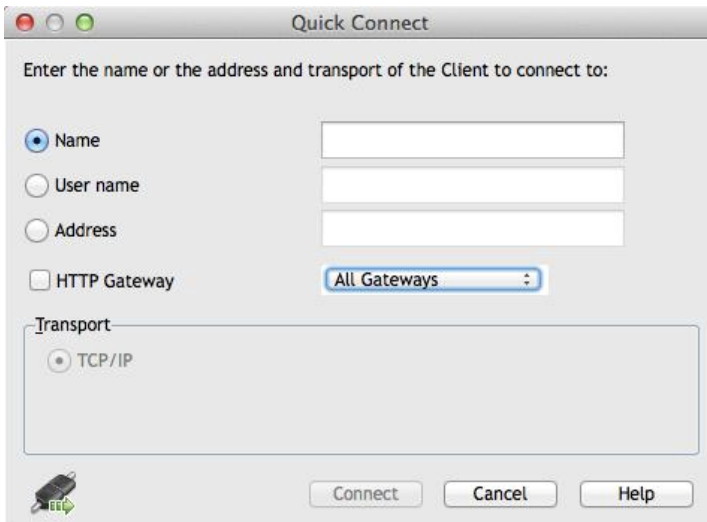 Quick Connect
Enter the name or the address and transport of the Client to connect to:
Name
User name
Address
HTTP Gateway All Gateways
Transport
TCP/IP
Connect Cancel Help